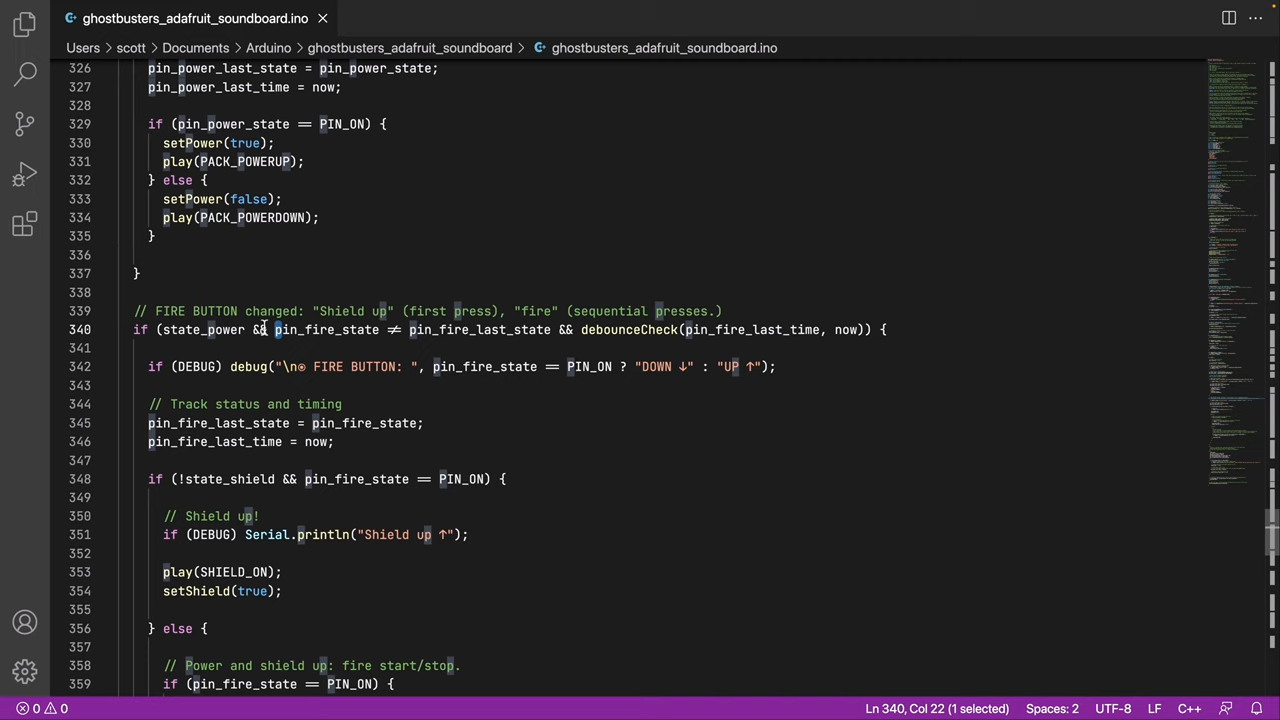 ghostbusters_adafruit_soundboard.ino
Users > scott > Documents > Arduino > ghostbusters_adafruit_soundboard > ghostbusters_adafruit_soundboard.ino
326 pin_power_last_state = pin_power_state;
327 pin_power_last_time = now;
328
329 if (pin_power_state == PIN_ON) {
330 setPower(true);
331 play(PACK_POWERUP);
332 } else {
333 setPower(false);
334 play(PACK_POWERDOWN);
335 }
336
337 }
338
339 // FIRE BUTTON changed: "Shield up" (first press), fire (sequential presses).
340 if (state_power && pin_fire_state != pin_fire_last_state && debounceCheck(pin_fire_last_time, now)) {
341
342 if (DEBUG) debug("\n◎ FIRE BUTTON: ", pin_fire_state == PIN_ON ? "DOWN ↓" : "UP ↑");
343
344 // Track status and timing.
345 pin_fire_last_state = pin_fire_state;
346 pin_fire_last_time = now;
347
348 if (!state_shield && pin_fire_state == PIN_ON) {
349
350 // Shield up!
351 if (DEBUG) Serial.println("Shield up ↑");
352
353 play(SHIELD_ON);
354 setShield(true);
355
356 } else {
357
358 // Power and shield up: fire start/stop.
359 if (pin_fire_state == PIN_ON) {
0 0 Ln 340, Col 22 (1 selected) Spaces: 2 UTF-8 LF C++